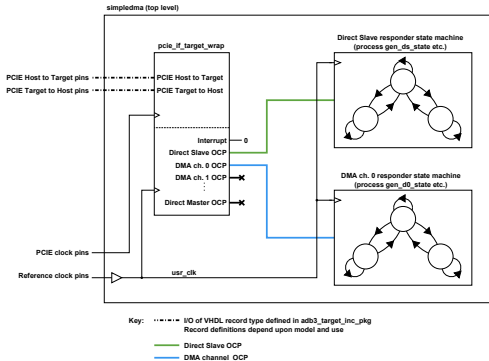 simpledma (top level)
pcie_if_target_wrap
PCIE Host to Target pins
PCIE Host to Target
PCIE Target to Host pins
PCIE Target to Host
Interrupt
0
Direct Slave OCP
DMA ch. 0 OCP
DMA ch. 1 OCP
Direct Master OCP
Direct Slave responder state machine
(process gen_ds_state etc.)
DMA ch. 0 responder state machine
(process gen_d0_state etc.)
PCIE clock pins
Reference clock pins
usr_clk
Key:
I/O of VHDL record type defined in adb3_target_inc_pkg
Record definitions depend upon model and use
Direct Slave OCP
DMA channel OCP